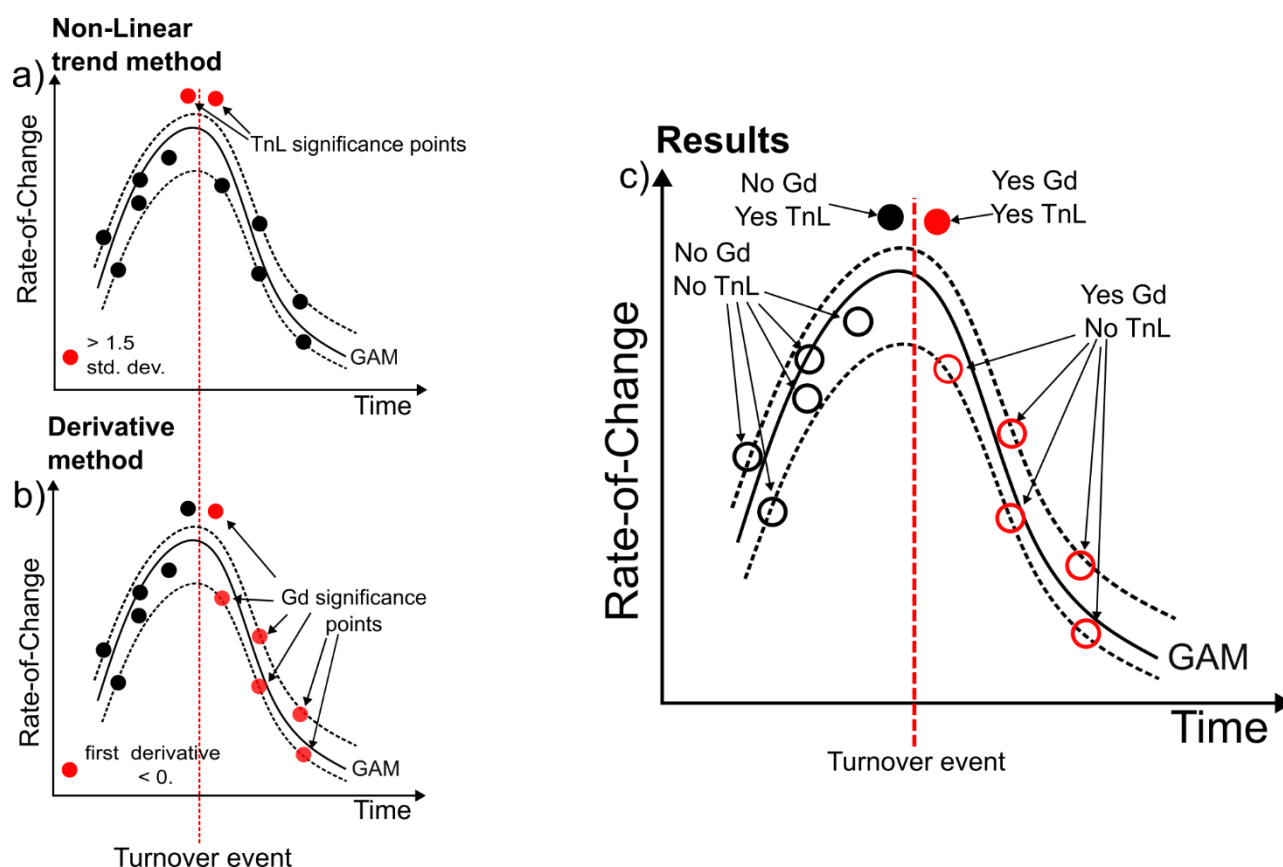 Non-Linear
trend method
a)
Rate-of-Change
TnL significance points
> 1.5
std. dev.
GAM
Time
Derivative
method
b)
Rate-of-Change
Gd significance
points
first derivative
< 0.
GAM
Time
Turnover event
Results
c)
No Gd
Yes TnL
Yes Gd
Yes TnL
No Gd
No TnL
Yes Gd
No TnL
Rate-of-Change
GAM
Time
Turnover event